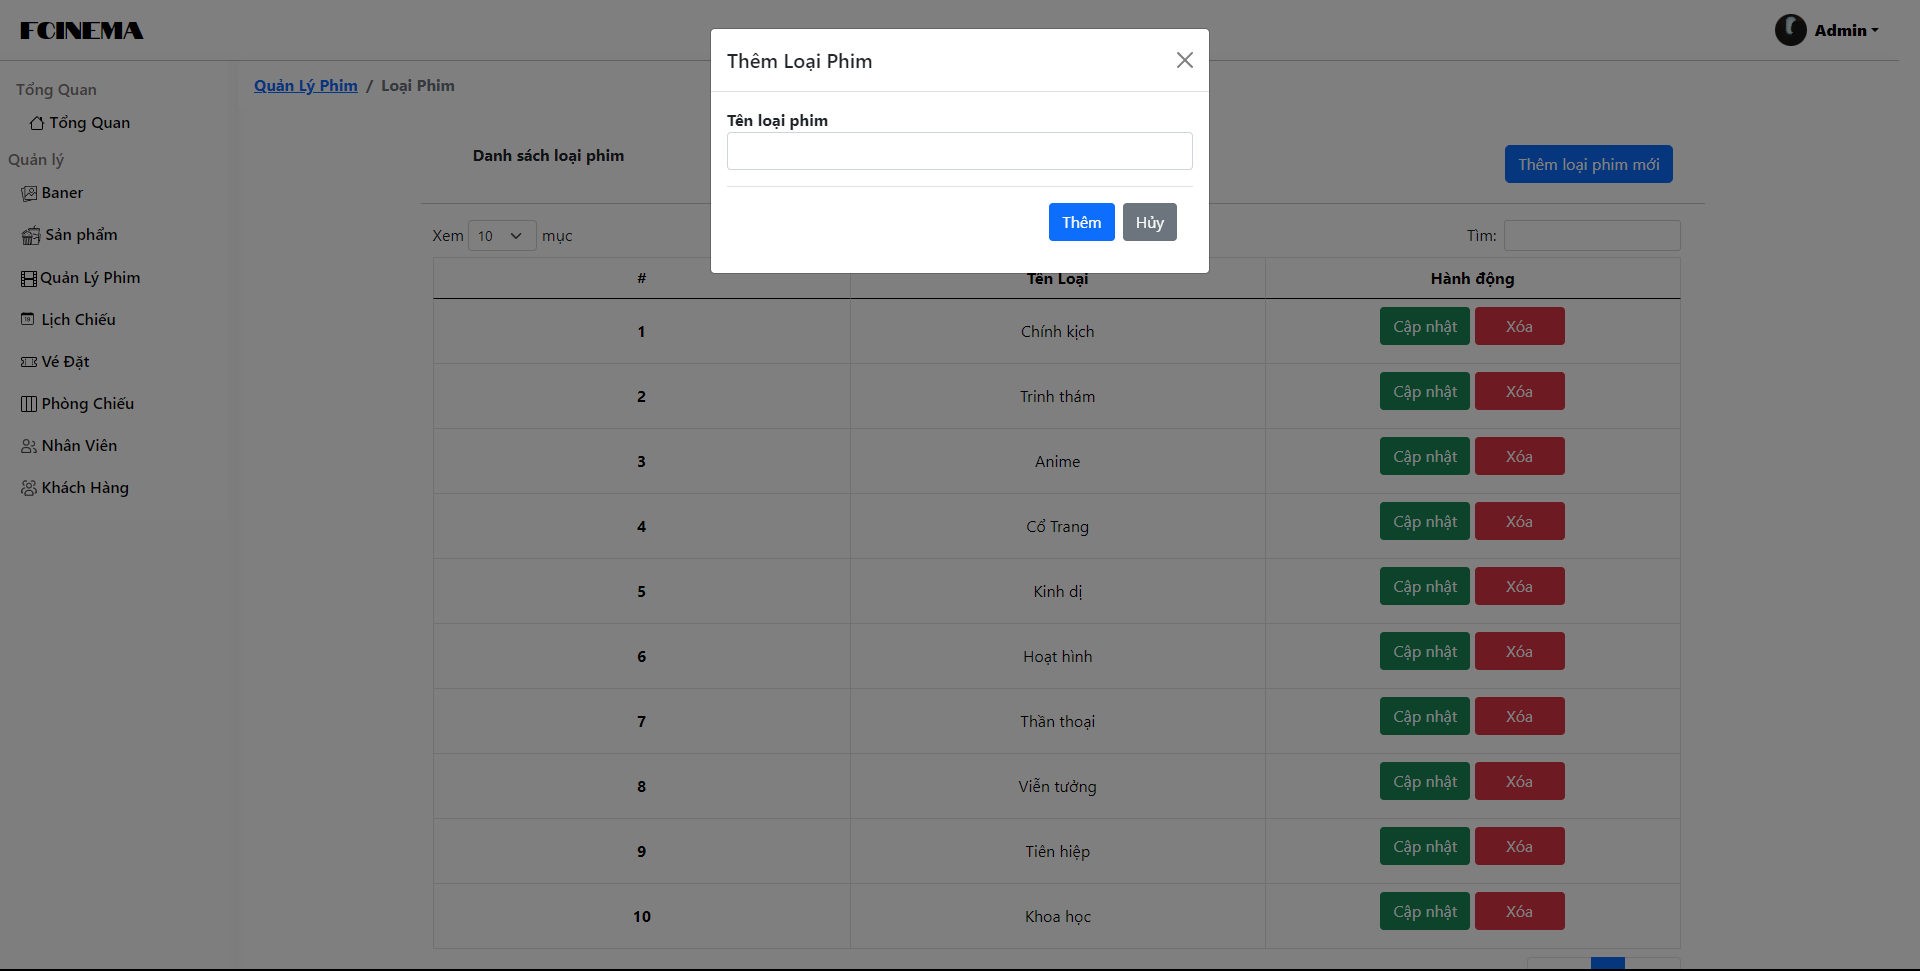 FCINEMA
Admin
Thêm Loại Phim
Tên loại phim
Thêm Hủy
Tổng Quan
Tổng Quan
Quản lý
Baner
Sản phẩm
Quản Lý Phim
Lịch Chiếu
Vé Đặt
Phòng Chiếu
Nhân Viên
Khách Hàng
Quản Lý Phim / Loại Phim
Danh sách loại phim
Thêm loại phim mới
Xem 10 mục
Tìm:
# Tên Loại Hành động
1 Chính kịch Cập nhật Xóa
2 Trinh thám Cập nhật Xóa
3 Anime Cập nhật Xóa
4 Cổ Trang Cập nhật Xóa
5 Kinh dị Cập nhật Xóa
6 Hoạt hình Cập nhật Xóa
7 Thần thoại Cập nhật Xóa
8 Viễn tưởng Cập nhật Xóa
9 Tiên hiệp Cập nhật Xóa
10 Khoa học Cập nhật Xóa